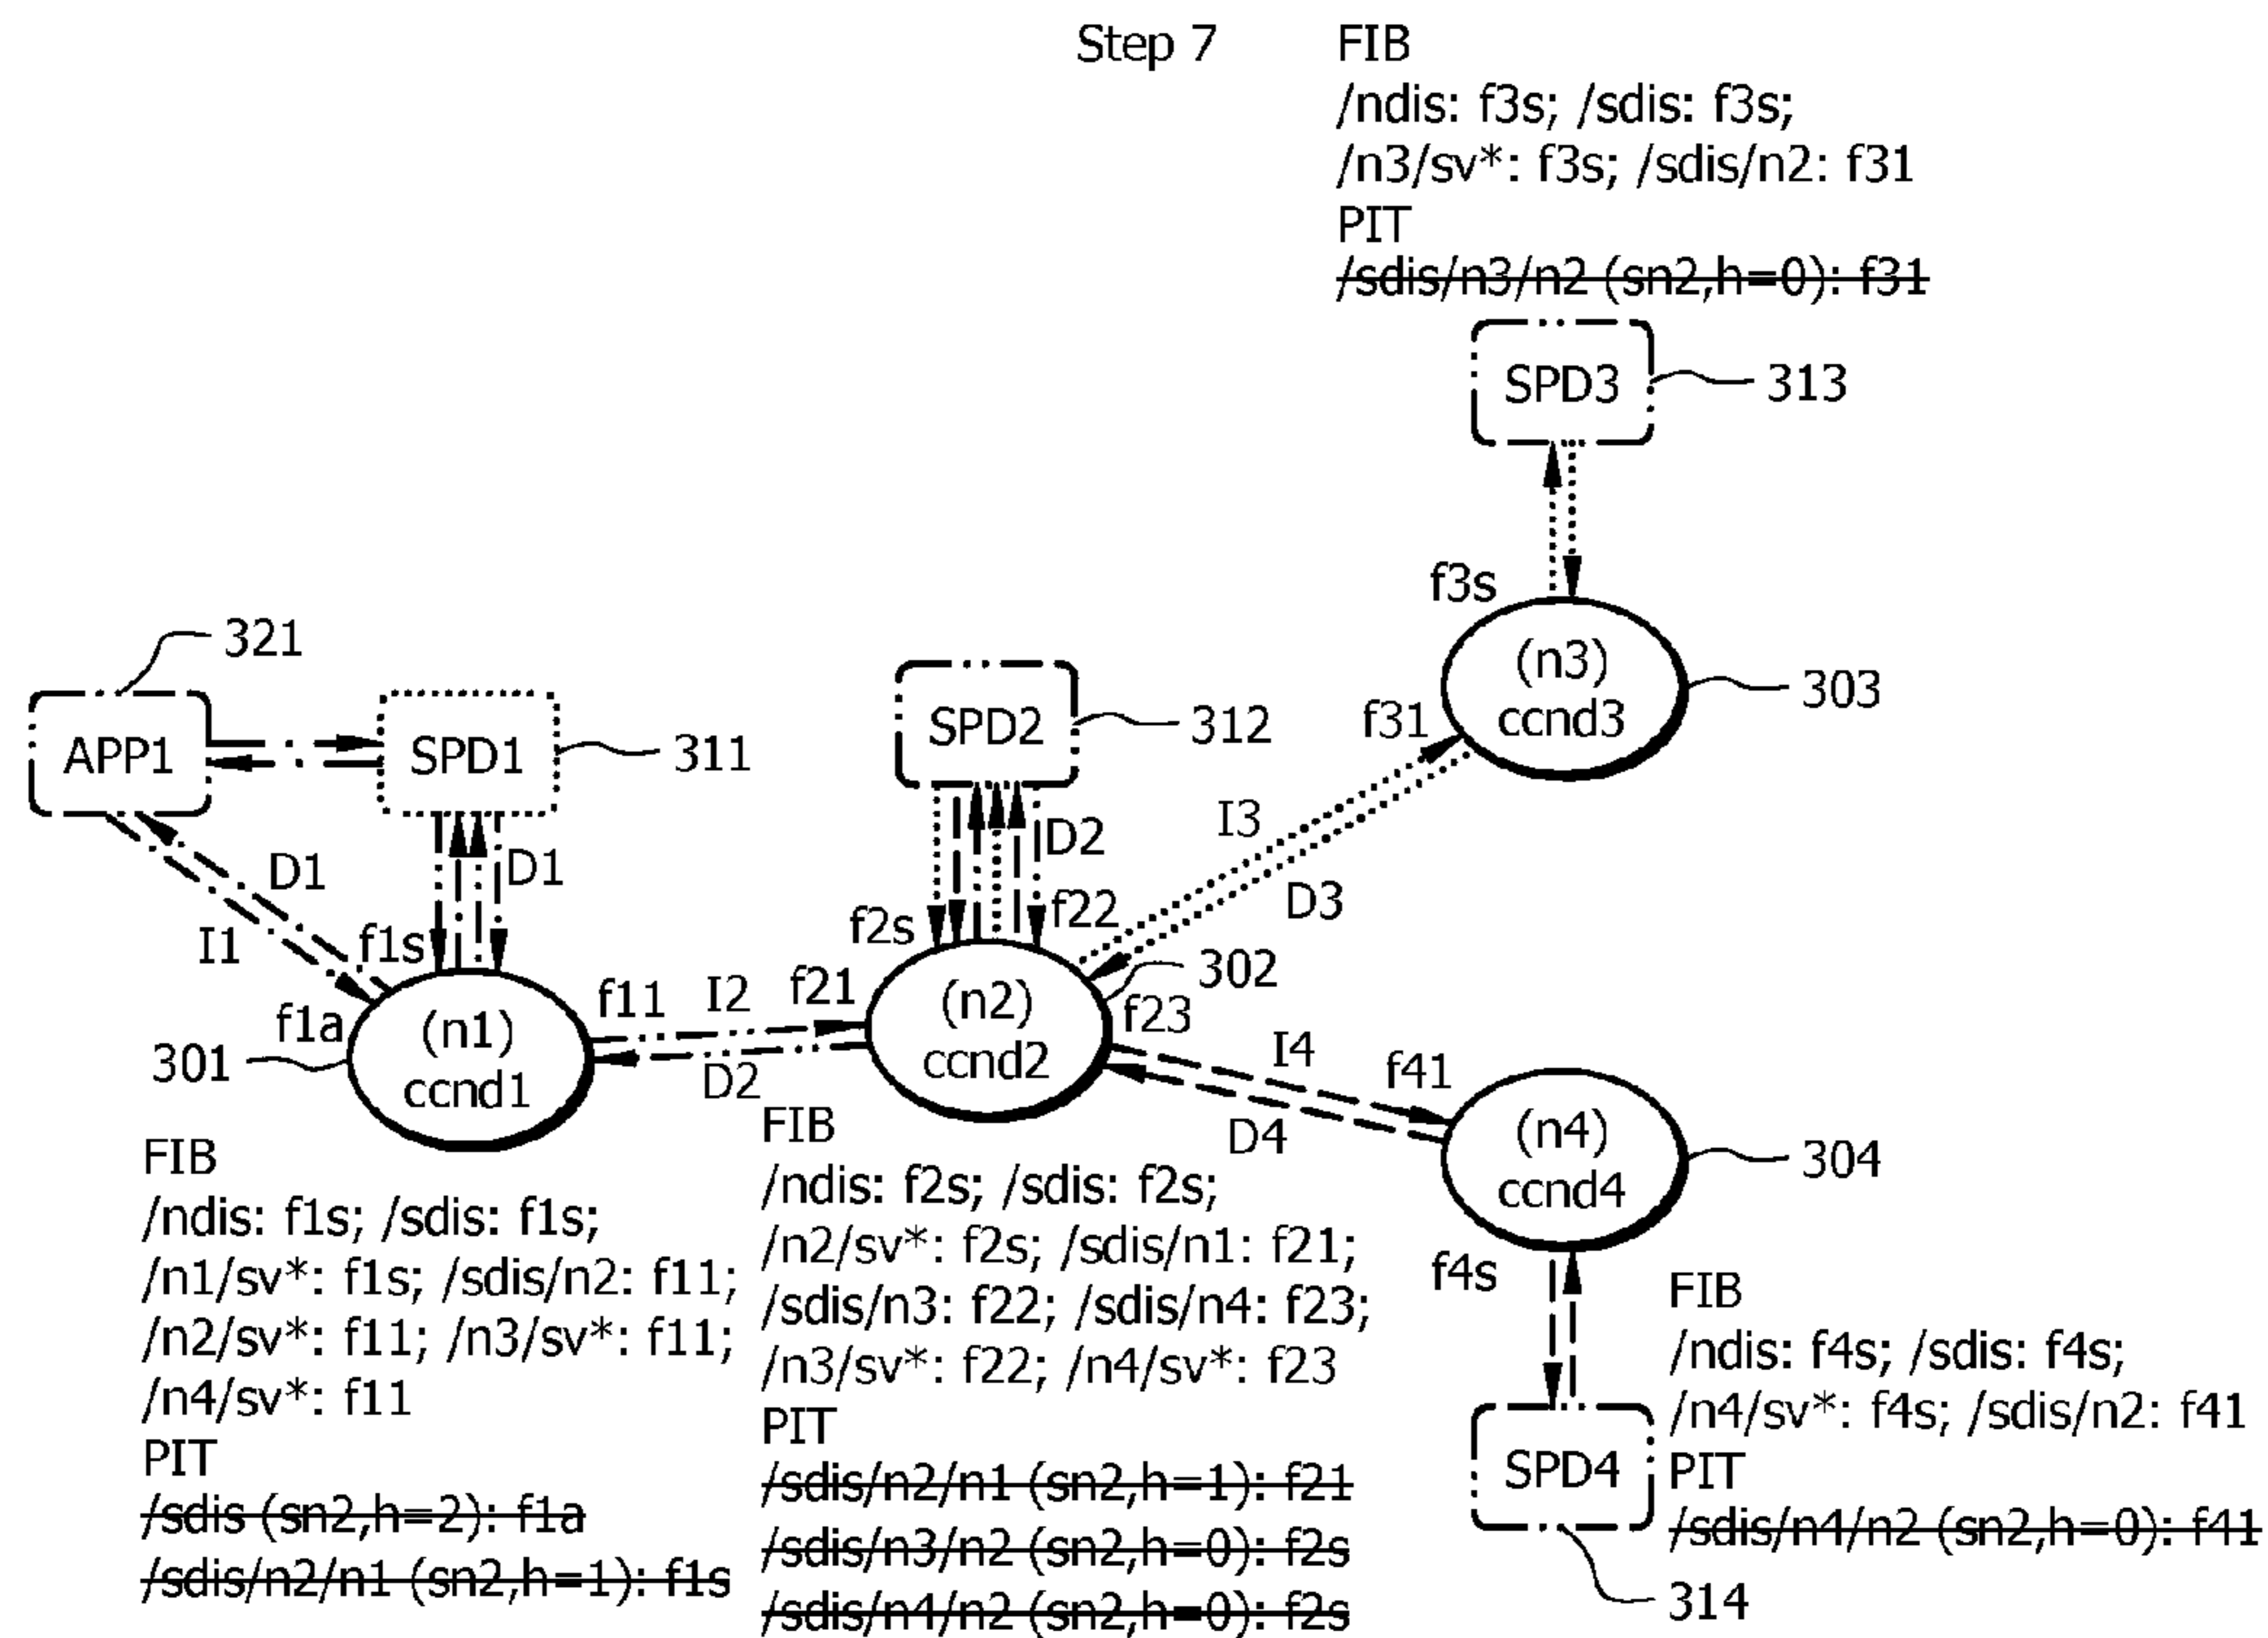 Step 7
FIB
/ndis: f3s; /sdis: f3s;
/n3/sv*: f3s; /sdis/n2: f31
PIT
/sdis/n3/n2 (sn2,h=0): f31
SPD3
313
f3s
(n3)
ccnd3
303
f31
321
APP1
SPD1
311
SPD2
312
D1
I1
f1s
D1
f1a
D2
f2s
f22
I3
D3
302
(n1)
ccnd1
301
f11
I2
f21
D2
(n2)
ccnd2
f23
I4
f41
D4
(n4)
ccnd4
304
f4s
SPD4
314
FIB
/ndis: f1s; /sdis: f1s;
/n1/sv*: f1s; /sdis/n2: f11;
/n2/sv*: f11; /n3/sv*: f11;
/n4/sv*: f11
PIT
/sdis (sn2,h=2): f1a
/sdis/n2/n1 (sn2,h=1): f1s
FIB
/ndis: f2s; /sdis: f2s;
/n2/sv*: f2s; /sdis/n1: f21;
/sdis/n3: f22; /sdis/n4: f23;
/n3/sv*: f22; /n4/sv*: f23
PIT
/sdis/n2/n1 (sn2,h=1): f21
/sdis/n3/n2 (sn2,h=0): f2s
/sdis/n4/n2 (sn2,h=0): f2s
FIB
/ndis: f4s; /sdis: f4s;
/n4/sv*: f4s; /sdis/n2: f41
PIT
/sdis/n4/n2 (sn2,h=0): f41